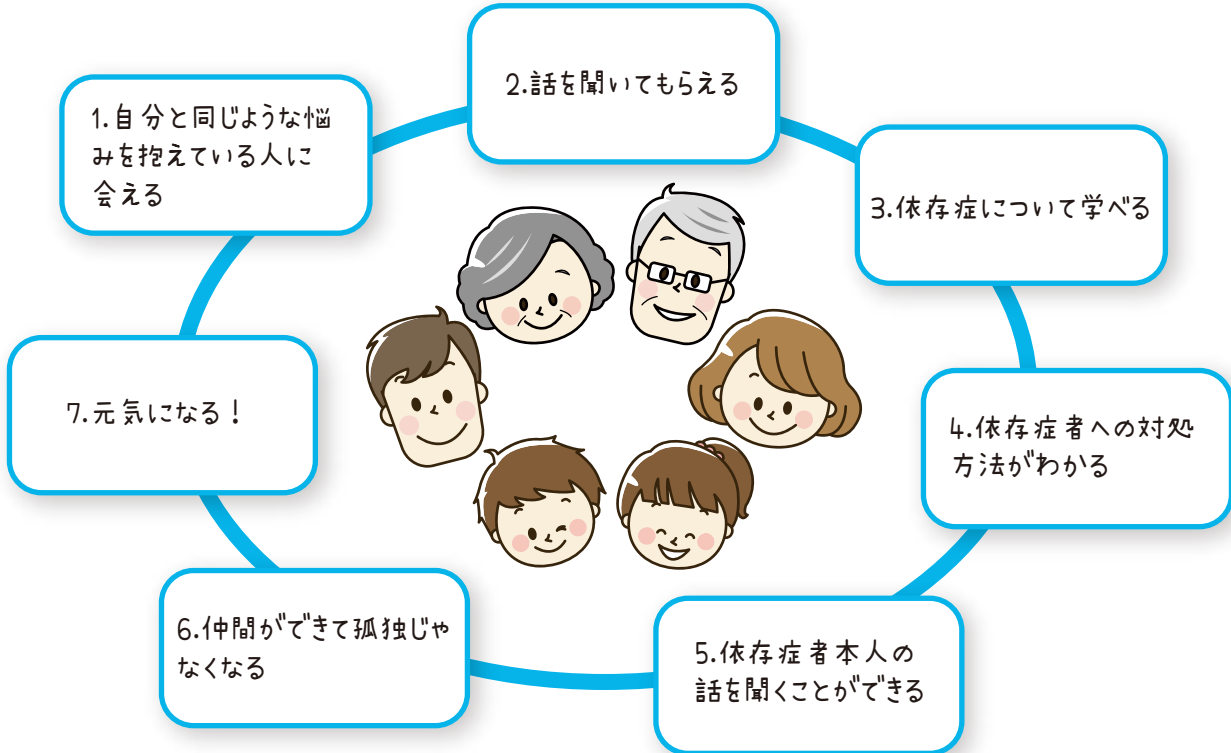 1.自分と同じような悩
みを抱えている人に
会える
2.話を聞いてもらえる
3.依存症について学べる
4.依存症者への対処
方法がわかる
5.依存症者本人の
話を聞くことができる
6.仲間ができて孤独じゃ
なくなる
7.元気になる！